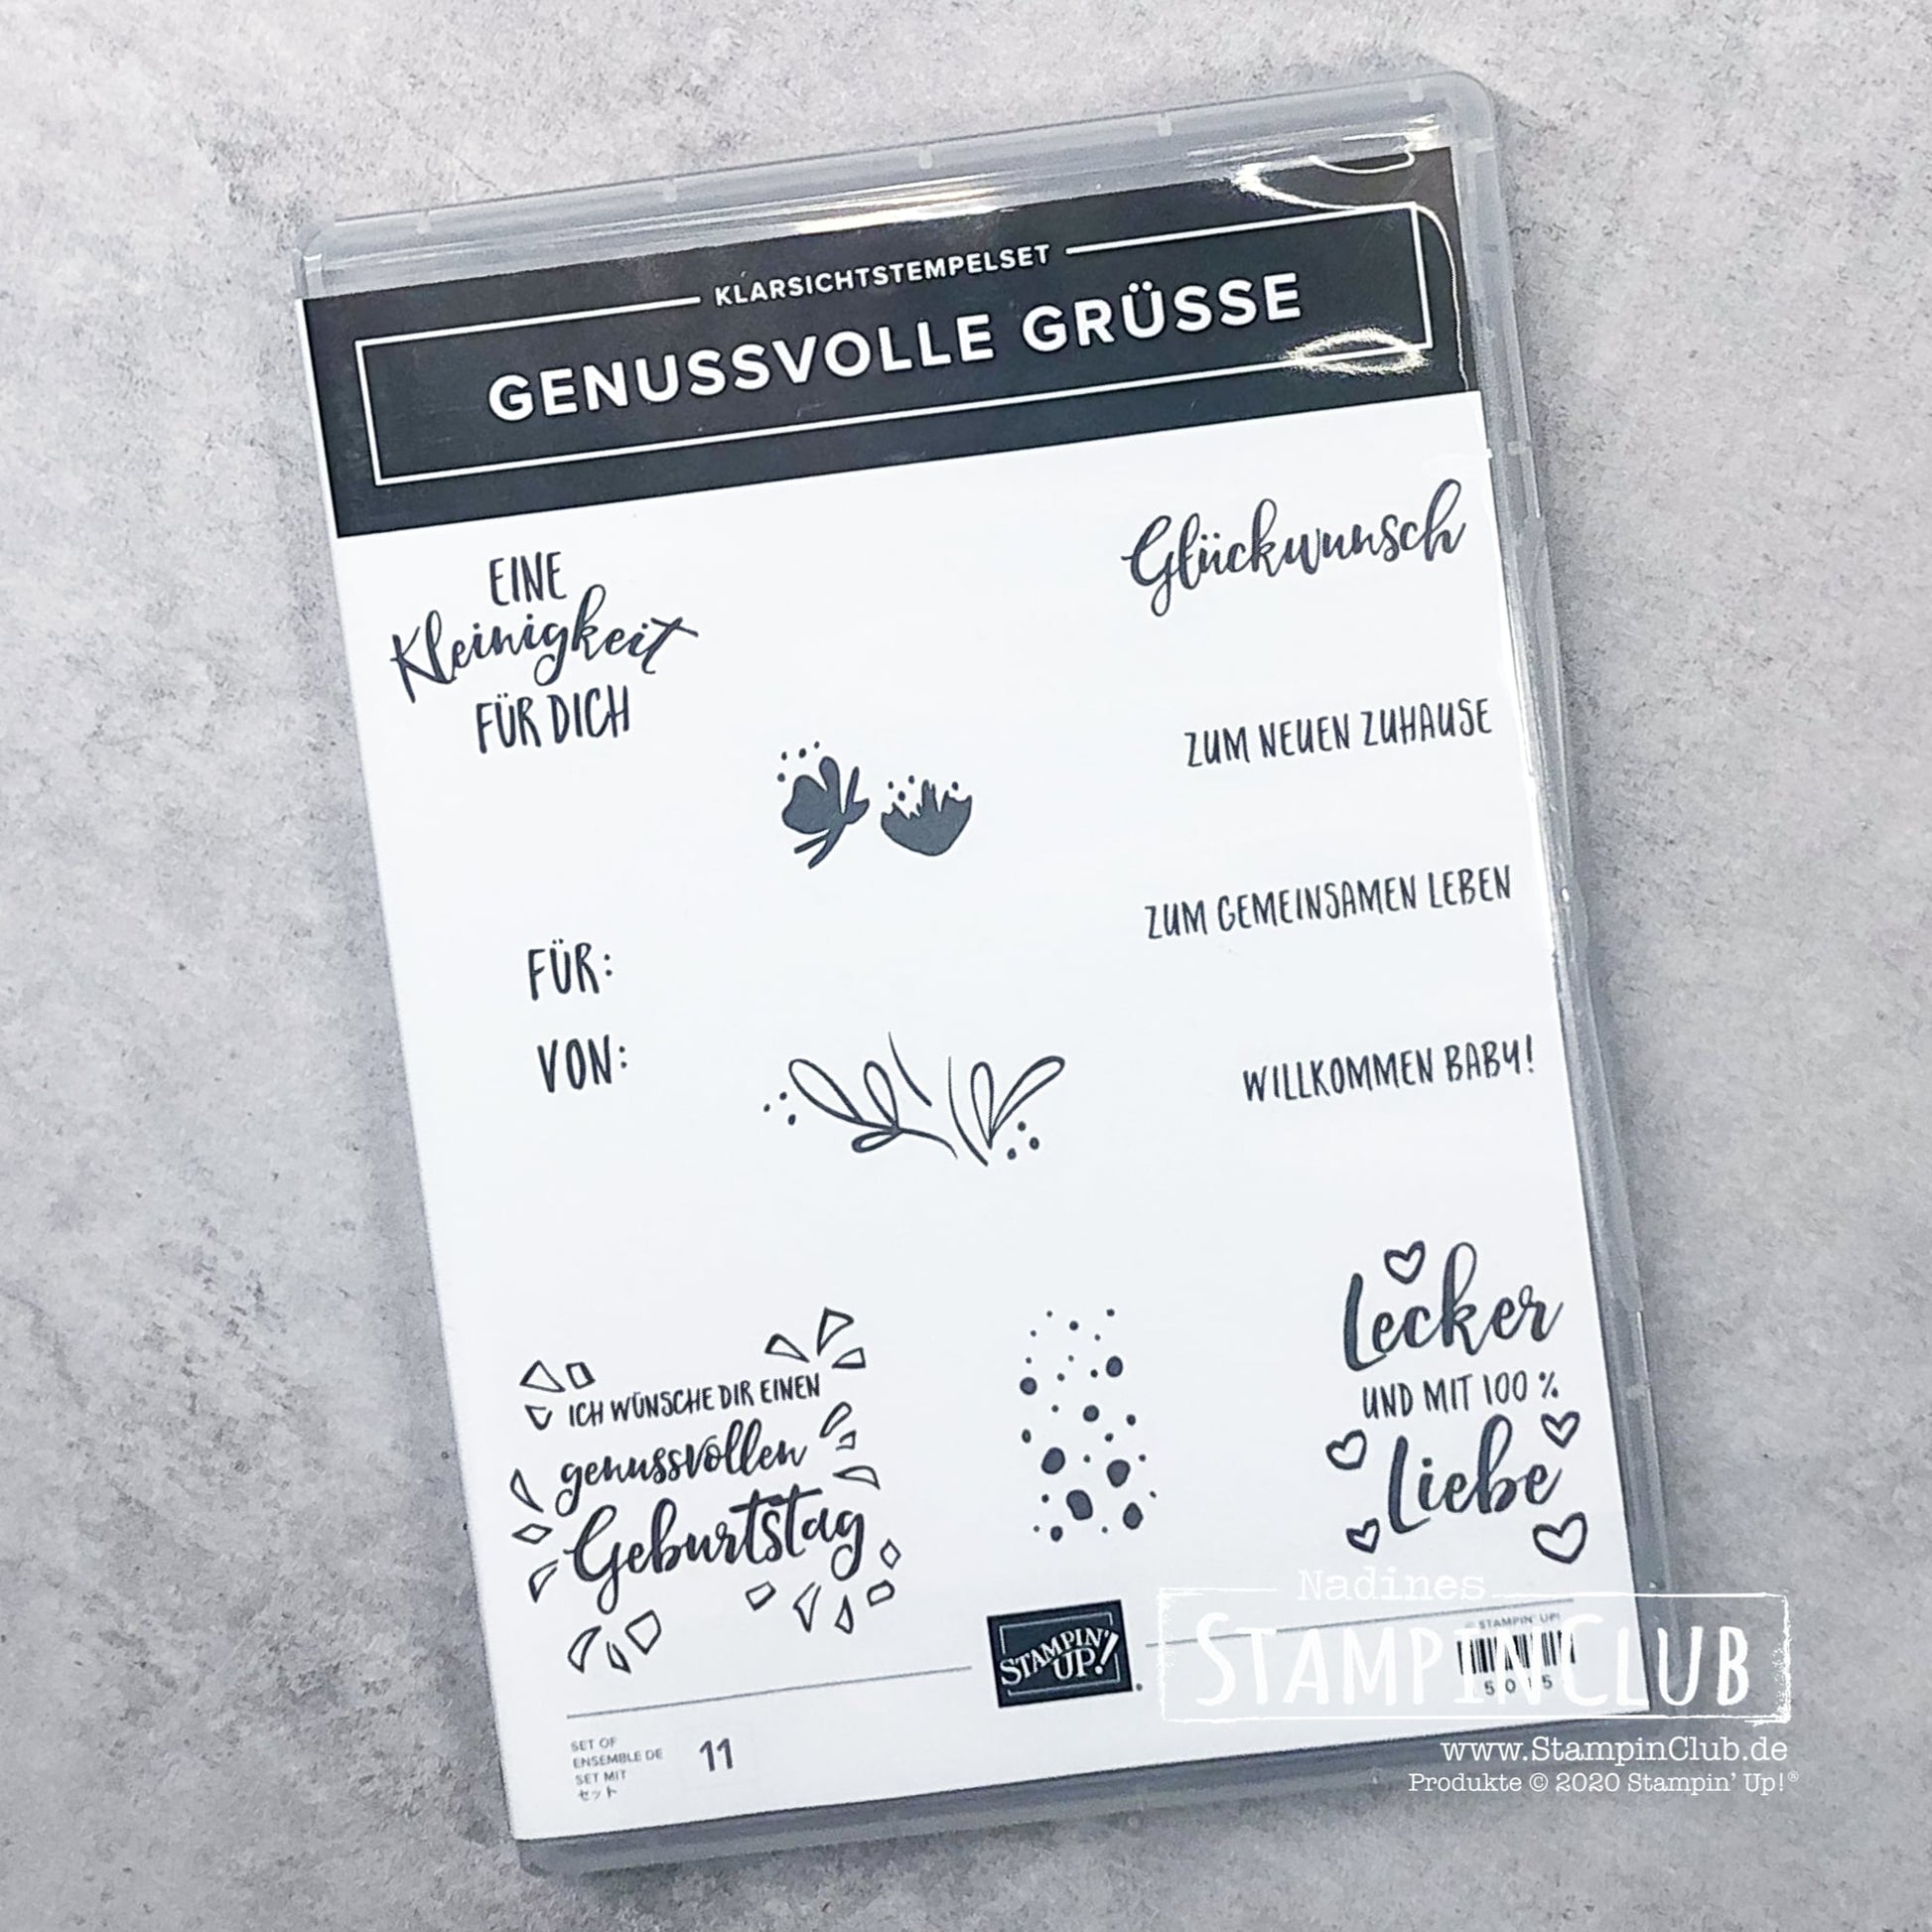 KLARSICHTSTEMPELSET
GENUSSVOLLE GRÜSSE
EINE
Kleinigkeit
FÜR DICH
Glückwunsch
ZUM NEUEN ZUHAUSE
ZUM GEMEINSAMEN LEBEN
FÜR:
VON:
WILLKOMMEN BABY!
ICH WÜNSCHE DIR EINEN
genussvollen
Geburtstag
Lecker
UND MIT 100 %
Liebe
STAMPIN'
UP!
© STAMPIN' UP!
SET OF
ENSEMBLE DE
SET MIT
セット
11
Nadines
STAMPINCLUB
www.StampinClub.de
Produkte © 2020 Stampin' Up!®